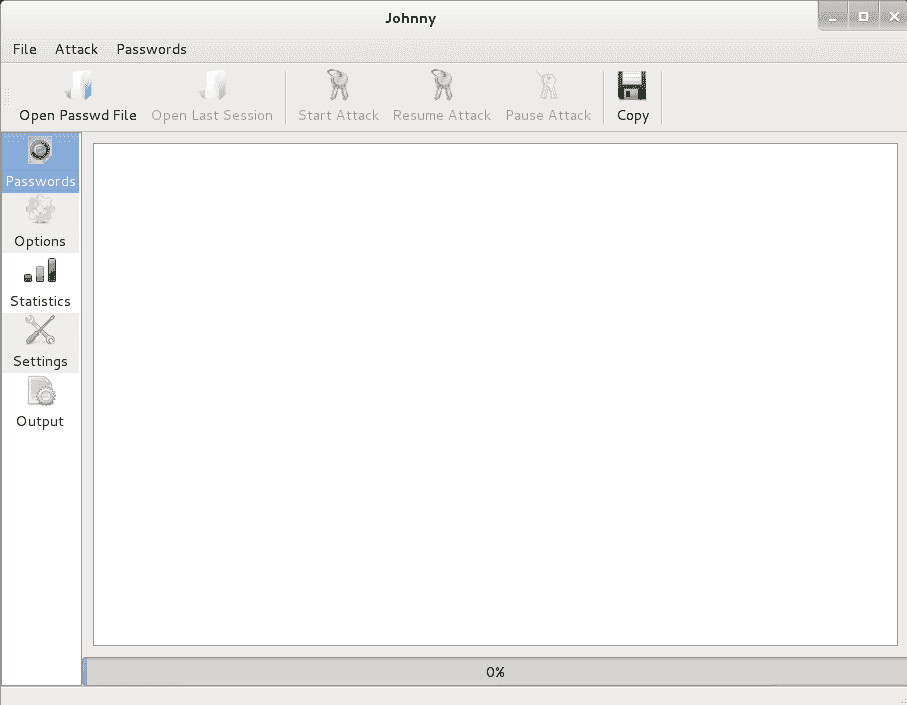 Johnny
File Attack Passwords
Open Passwd File Open Last Session Start Attack Resume Attack Pause Attack Copy
Passwords
Options
Statistics
Settings
Output
0%